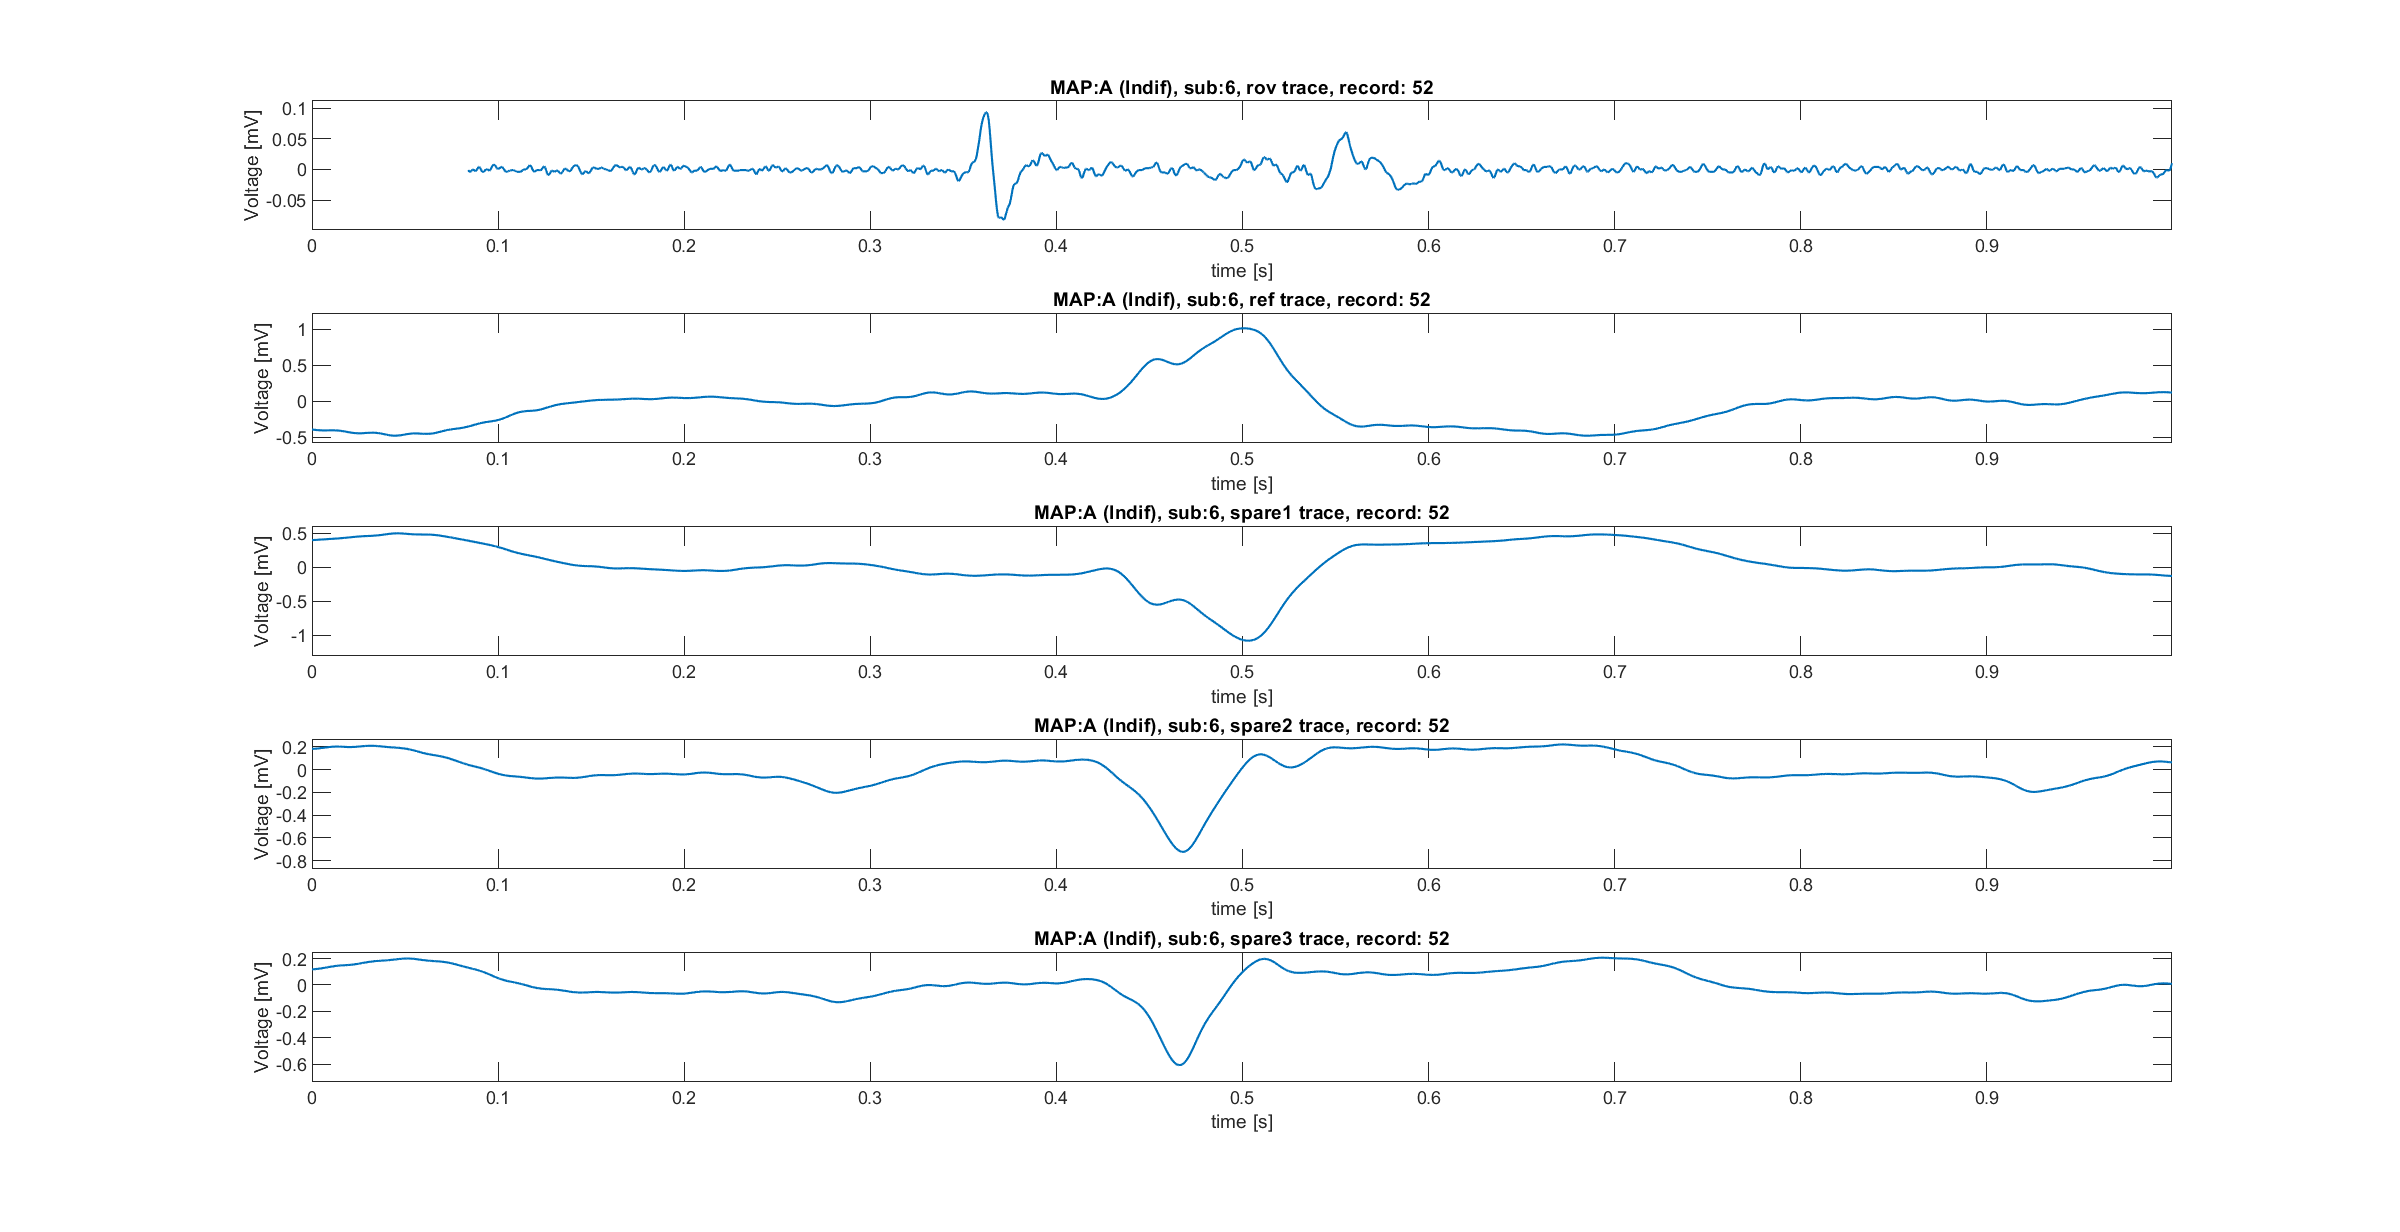 MAP:A (Indif), sub:6, rov trace, record: 52
Voltage [mV]
0.1
0.05
0
-0.05
0 0.1 0.2 0.3 0.4 0.5 0.6 0.7 0.8 0.9
time [s]
MAP:A (Indif), sub:6, ref trace, record: 52
Voltage [mV]
1
0.5
0
-0.5
0 0.1 0.2 0.3 0.4 0.5 0.6 0.7 0.8 0.9
time [s]
MAP:A (Indif), sub:6, spare1 trace, record: 52
Voltage [mV]
0.5
0
-0.5
-1
0 0.1 0.2 0.3 0.4 0.5 0.6 0.7 0.8 0.9
time [s]
MAP:A (Indif), sub:6, spare2 trace, record: 52
Voltage [mV]
0.2
0
-0.2
-0.4
-0.6
-0.8
0 0.1 0.2 0.3 0.4 0.5 0.6 0.7 0.8 0.9
time [s]
MAP:A (Indif), sub:6, spare3 trace, record: 52
Voltage [mV]
0.2
0
-0.2
-0.4
-0.6
0 0.1 0.2 0.3 0.4 0.5 0.6 0.7 0.8 0.9
time [s]